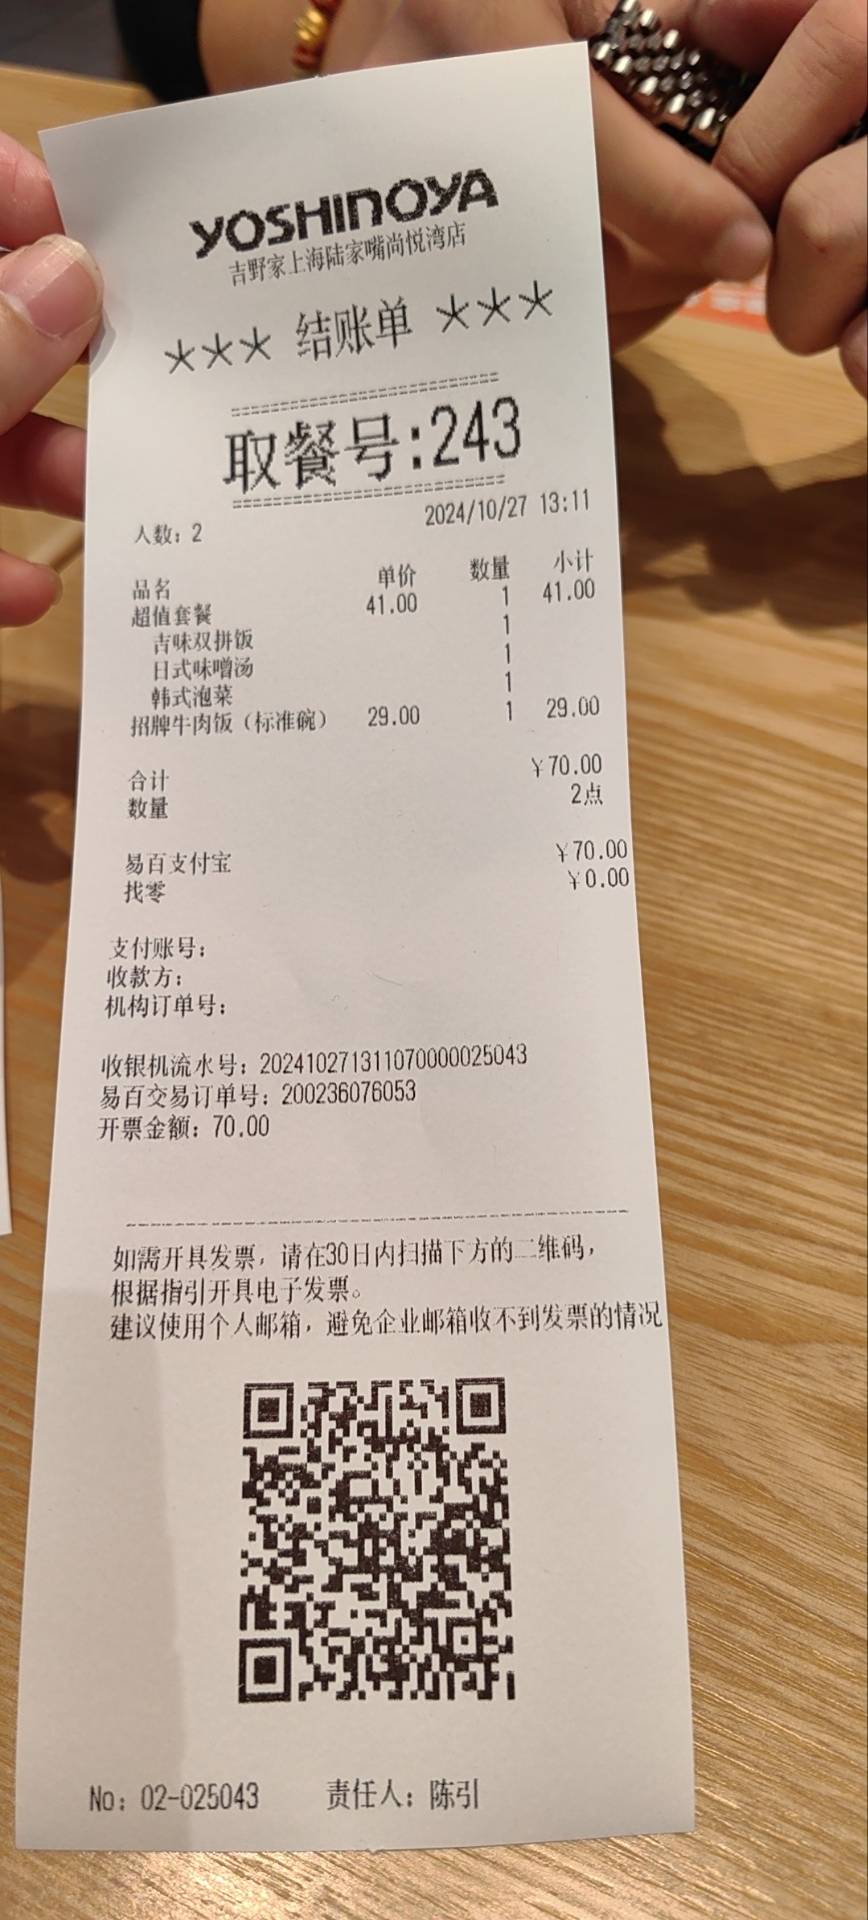 YOSHINOYA
吉野家上海陆家嘴尚悦湾店
*** 结账单 ***
===========================
取餐号:243
===========================
人数: 2 2024/10/27 13:11
品名 单价 数量 小计
超值套餐 41.00 1 41.00
吉味双拼饭 1
日式味噌汤 1
韩式泡菜 1
招牌牛肉饭（标准碗） 29.00 1 29.00
合计 ¥70.00
数量 2点
易百支付宝 ¥70.00
找零 ¥0.00
支付账号:
收款方:
机构订单号:
收银机流水号: 202410271311070000025043
易百交易订单号: 200236076053
开票金额: 70.00
如需开具发票，请在30日内扫描下方的二维码，
根据指引开具电子发票。
建议使用个人邮箱，避免企业邮箱收不到发票的情况
No: 02-025043 责任人: 陈引